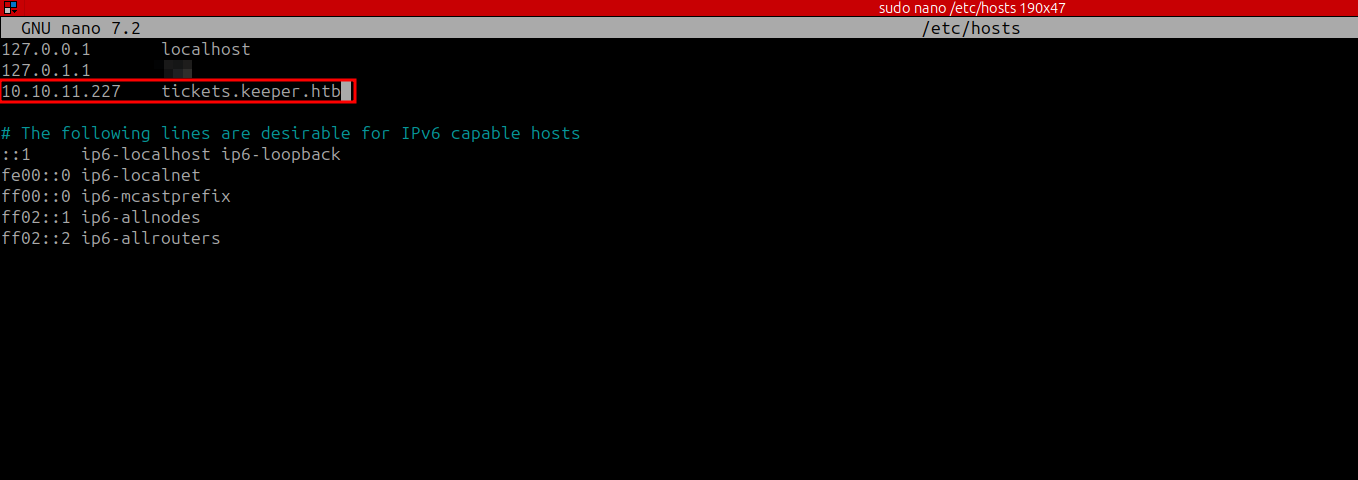 sudo nano /etc/hosts 190x47
GNU nano 7.2 /etc/hosts
127.0.0.1 localhost
127.0.1.1
10.10.11.227 tickets.keeper.htb
# The following lines are desirable for IPv6 capable hosts
::1 ip6-localhost ip6-loopback
fe00::0 ip6-localnet
ff00::0 ip6-mcastprefix
ff02::1 ip6-allnodes
ff02::2 ip6-allrouters